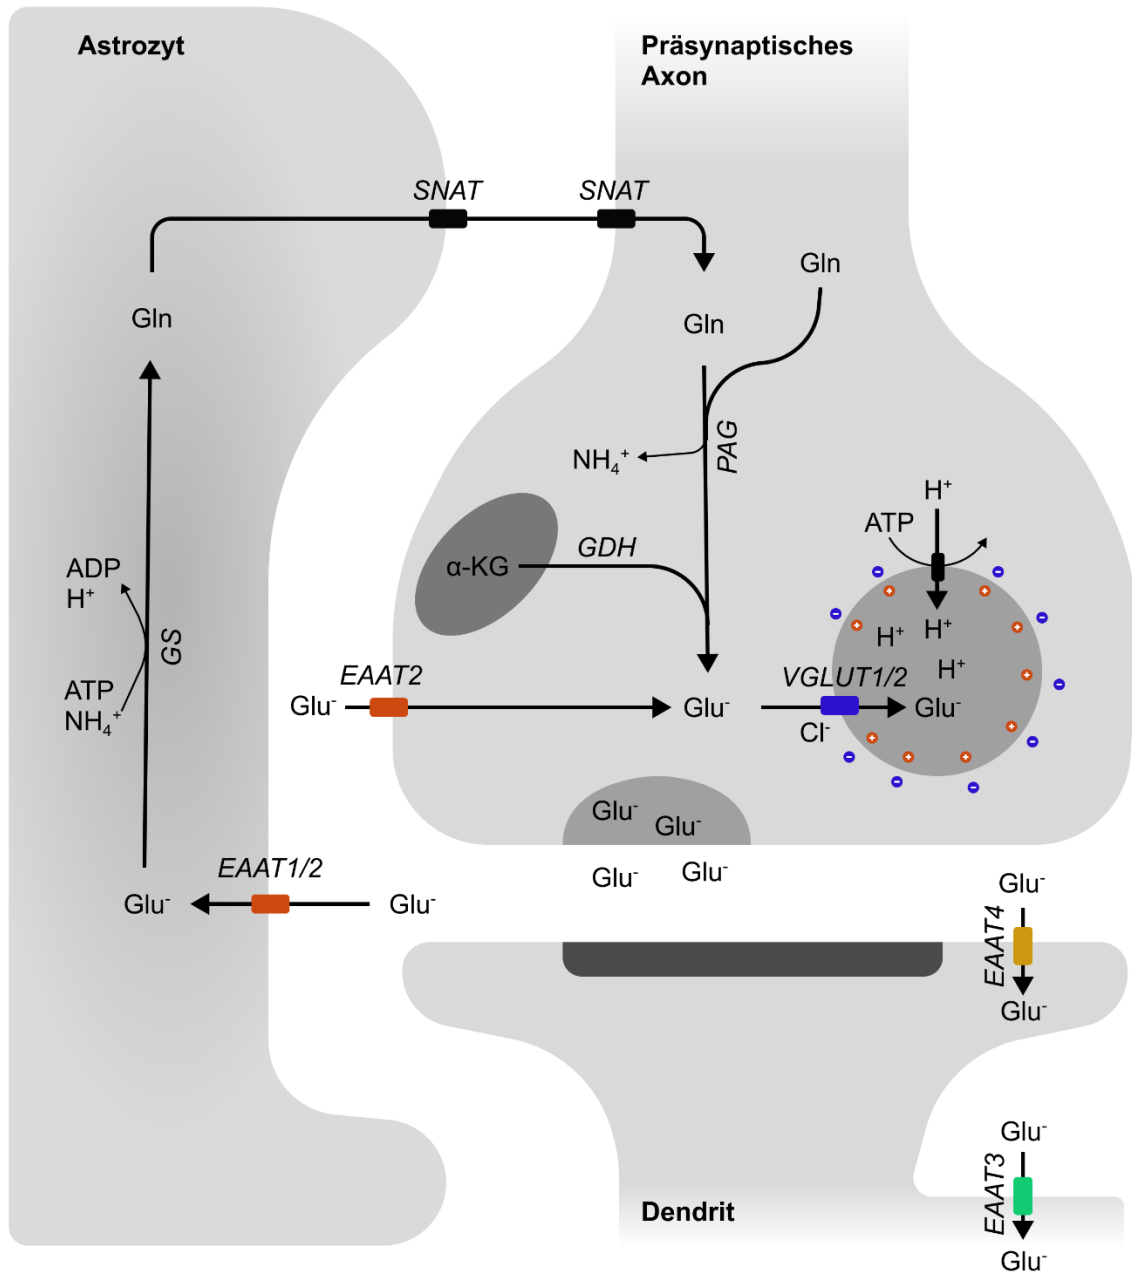 Astrozyt
Präsynaptisches
Axon
SNAT
SNAT
Gln
Gln
Gln
PAG
NH₄⁺
H⁺
ATP
α-KG
GDH
ADP
H⁺
GS
ATP
NH₄⁺
H⁺
H⁺
H⁺
EAAT2
VGLUT1/2
Glu⁻
Glu⁻
Glu⁻
Cl⁻
Glu⁻
Glu⁻
EAAT1/2
Glu⁻
Glu⁻
Glu⁻
Glu⁻
Glu⁻
EAAT4
Glu⁻
Glu⁻
EAAT3
Dendrit
Glu⁻